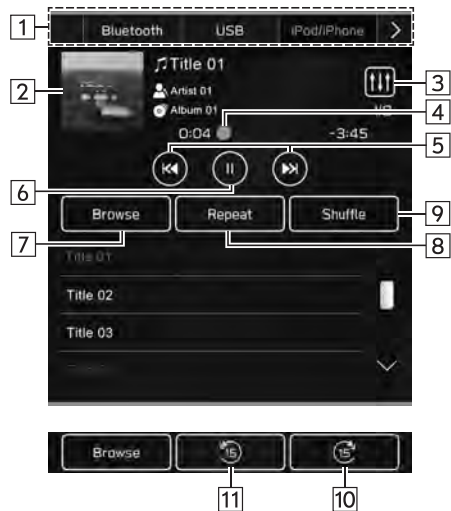 1
Bluetooth USB iPod/iPhone
2
Title 01
Artist 01
Album 01
3
4
0:04 -3:45
5
6
Browse Repeat Shuffle
9
7
8
Title 01
Title 02
Title 03
Browse 15 15
11 10